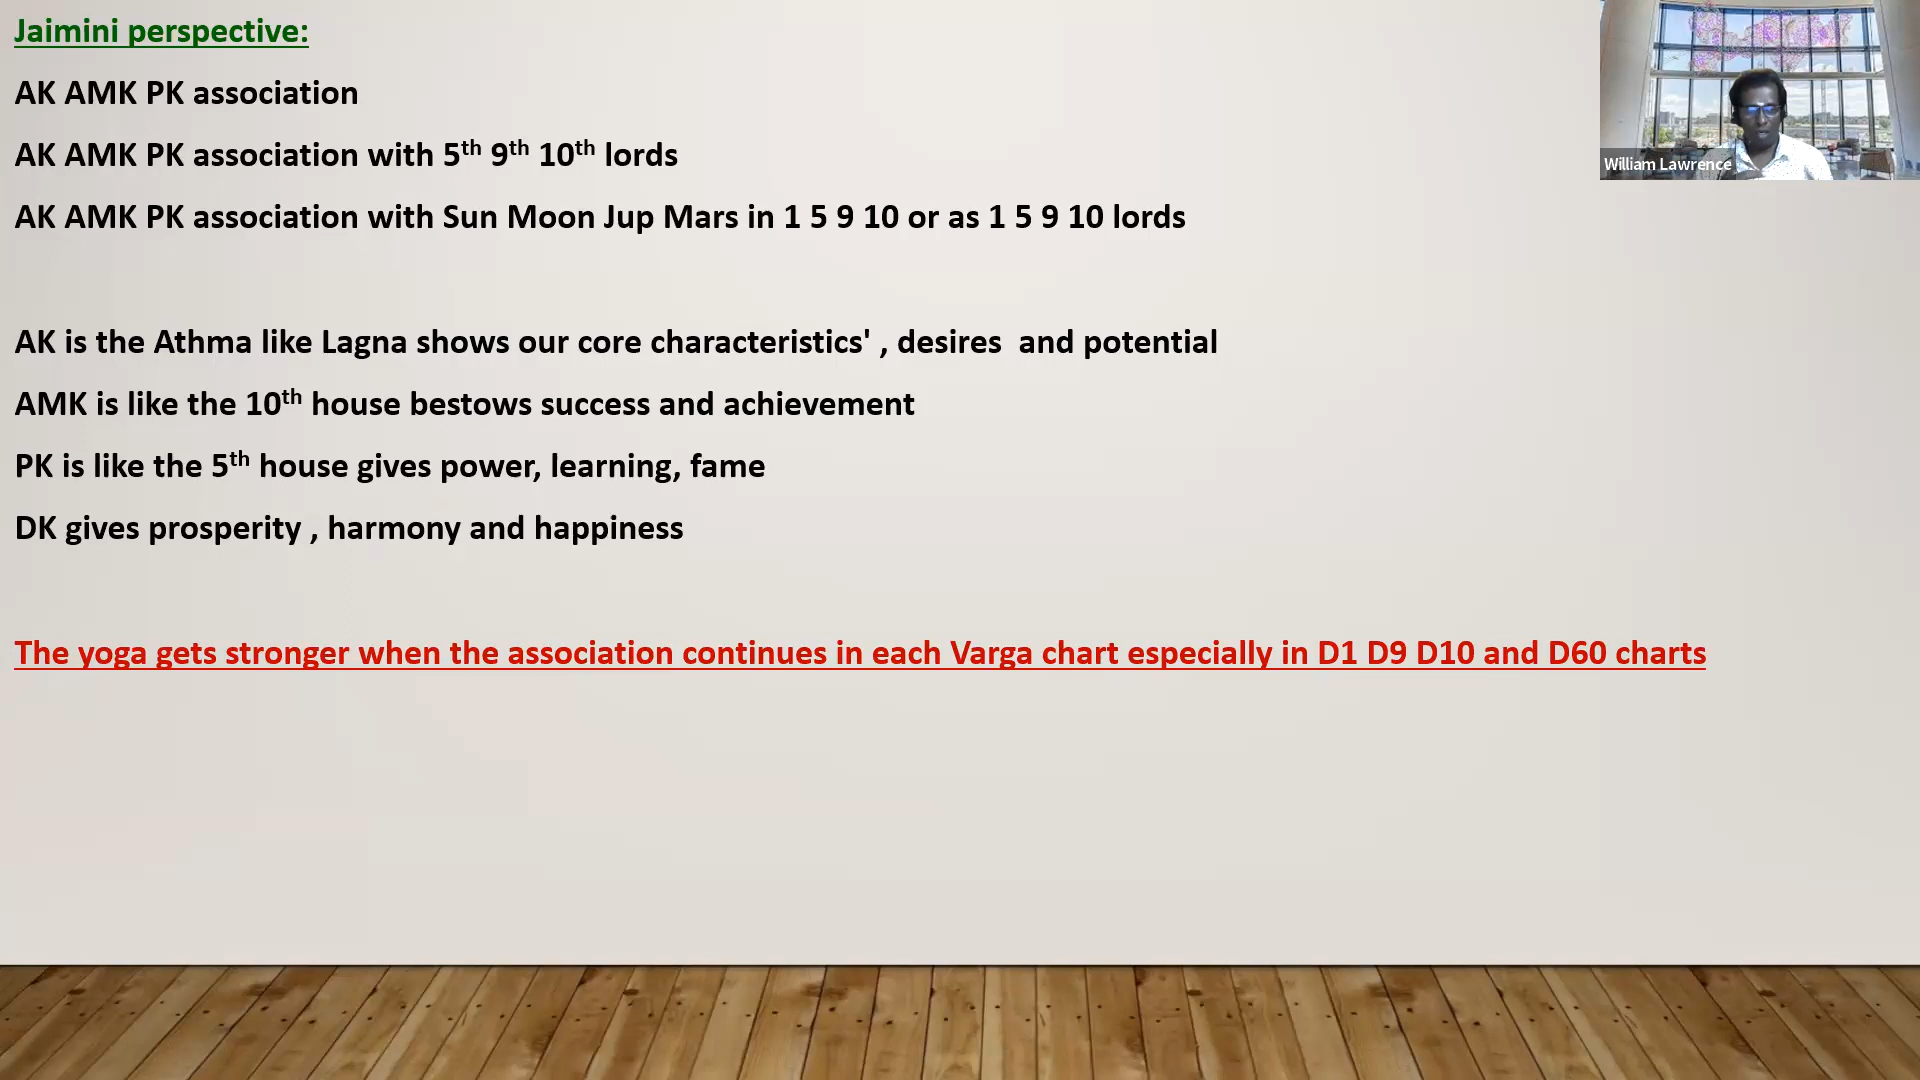 Jaimini perspective:
AK AMK PK association
AK AMK PK association with 5th 9th 10th lords
AK AMK PK association with Sun Moon Jup Mars in 1 5 9 10 or as 1 5 9 10 lords
AK is the Athma like Lagna shows our core characteristics' , desires  and potential
AMK is like the 10th house bestows success and achievement
PK is like the 5th house gives power, learning, fame
DK gives prosperity , harmony and happiness
The yoga gets stronger when the association continues in each Varga chart especially in D1 D9 D10 and D60 charts
William Lawrence